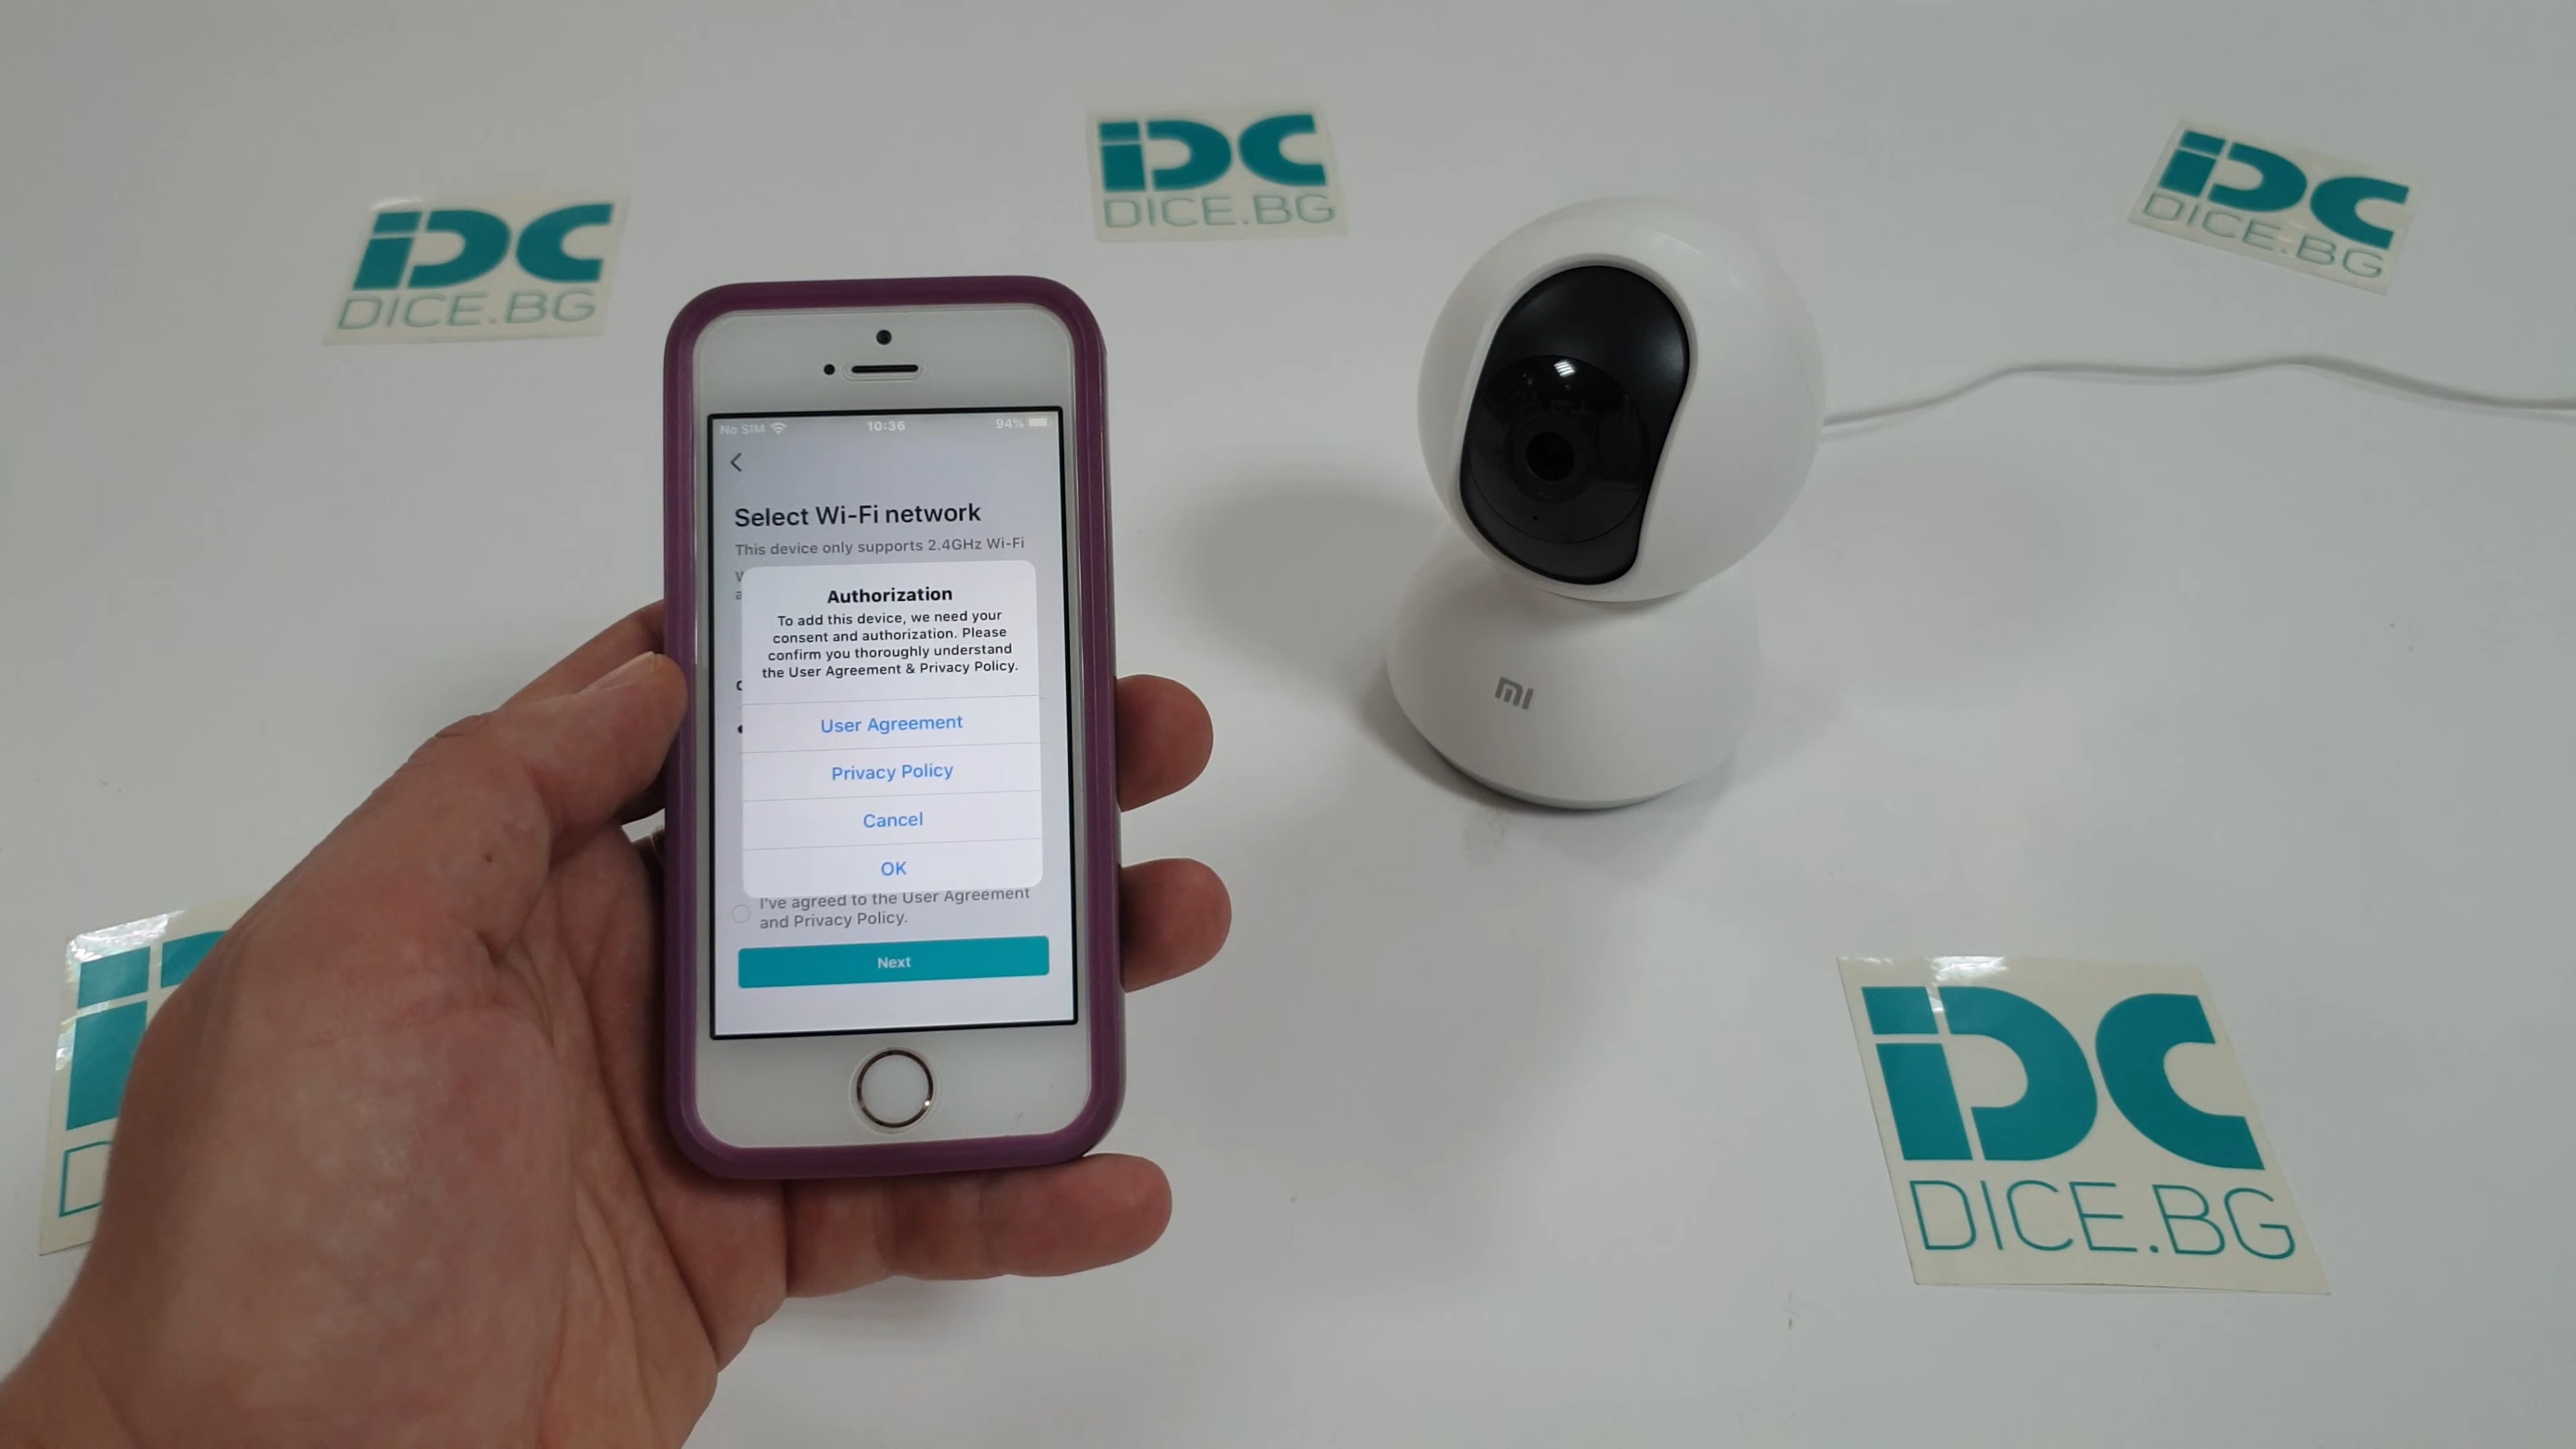 iDC
DICE.BG
iDC
DICE.BG
iDC
DICE.BG
No SIM 10:36 94%
Select Wi-Fi network
This device only supports 2.4GHz Wi-Fi
Authorization
To add this device, we need your
consent and authorization. Please
confirm you thoroughly understand
the User Agreement & Privacy Policy.
User Agreement
Privacy Policy
Cancel
OK
I've agreed to the User Agreement
and Privacy Policy.
Next
mi
iDC
DICE.BG